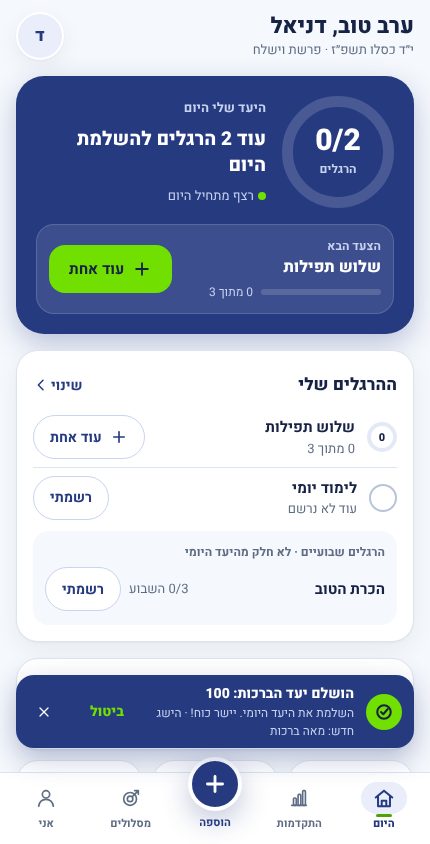 ערב טוב, דניאל
ד
י״ד כסלו תשפ״ז · פרשת וישלח
היעד שלי היום
0/2
הרגלים
עוד 2 הרגלים להשלמת
היום
רצף מתחיל היום
הצעד הבא
שלוש תפילות
0 מתוך 3
עוד אחת
ההרגלים שלי
שינוי
0
שלוש תפילות
0 מתוך 3
עוד אחת
לימוד יומי
עוד לא נרשם
רשמתי
הרגלים שבועיים · לא חלק מהיעד היומי
הכרת הטוב
0/3 השבוע
רשמתי
הושלם יעד הברכות: 100
השלמת את היעד היומי. יישר כוח! · הישג
חדש: מאה ברכות
ביטול
היום
התקדמות
הוספה
מסלולים
אני